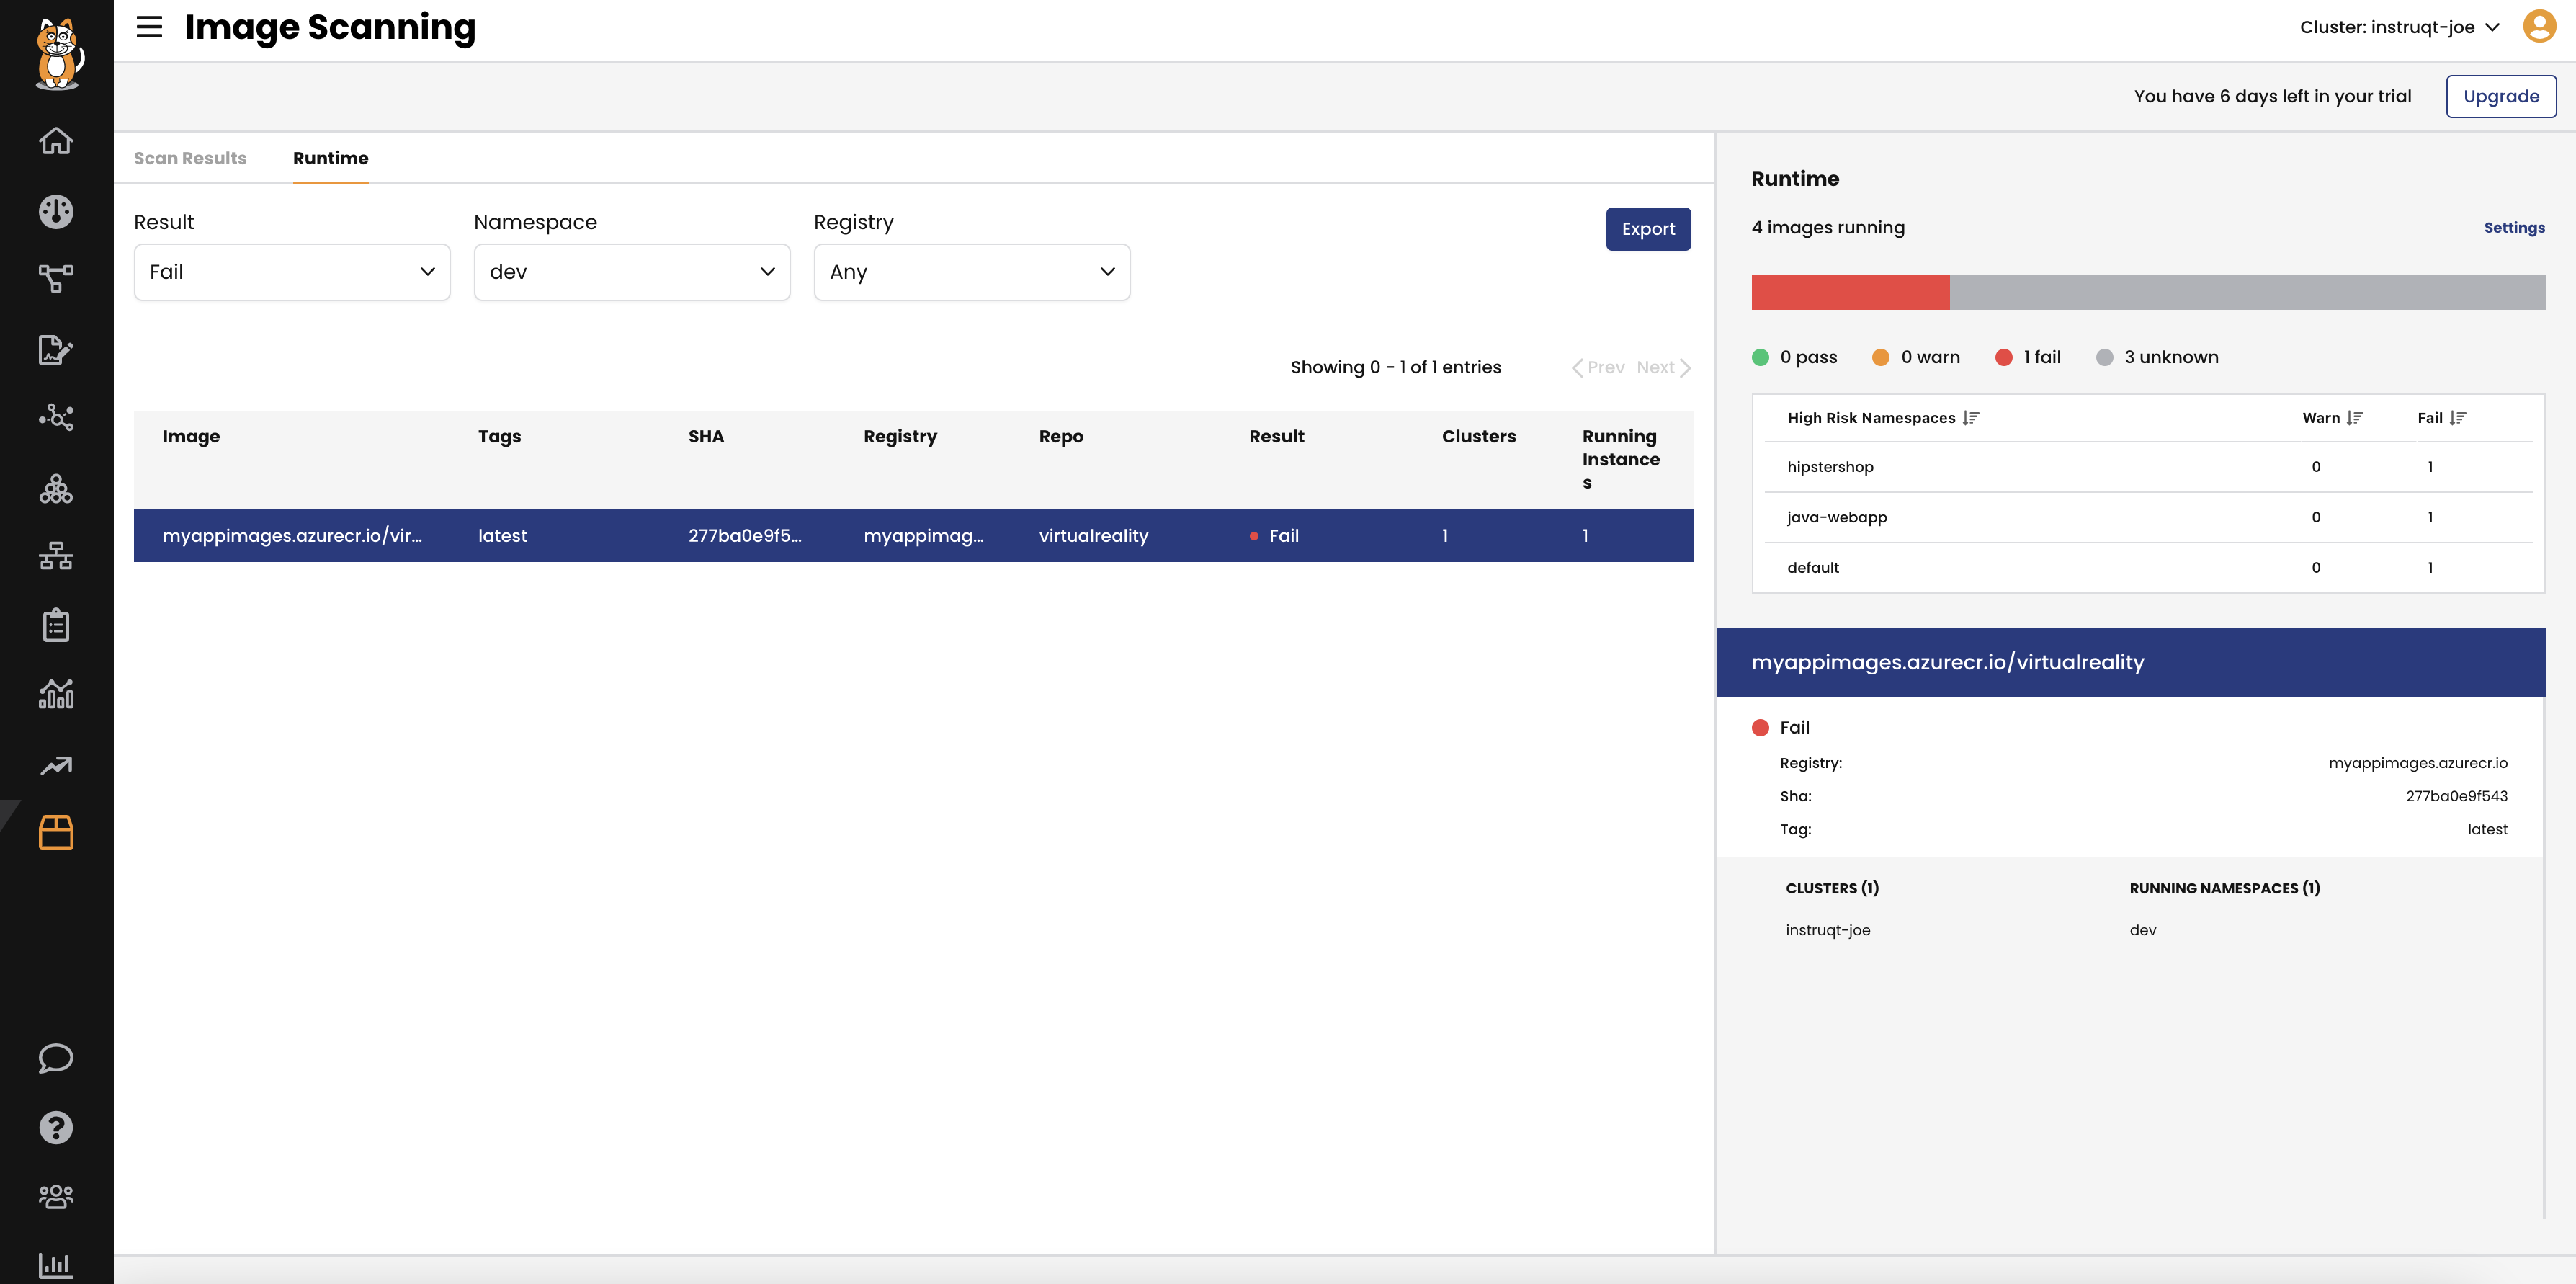 Image Scanning
Cluster: instruqt-joe
You have 6 days left in your trial
Upgrade
Scan Results
Runtime
Result
Namespace
Registry
Fail
dev
Any
Export
Showing 0 - 1 of 1 entries
Prev
Next
Image Tags SHA Registry Repo Result Clusters Running
Instance
s
myappimages.azurecr.io/vir... latest 277ba0e9f5... myappimag... virtualreality Fail 1 1
Runtime
4 images running
Settings
0 pass 0 warn 1 fail 3 unknown
High Risk Namespaces Warn Fail
hipstershop 0 1
java-webapp 0 1
default 0 1
myappimages.azurecr.io/virtualreality
Fail
Registry: myappimages.azurecr.io
Sha: 277ba0e9f543
Tag: latest
CLUSTERS (1) RUNNING NAMESPACES (1)
instruqt-joe dev